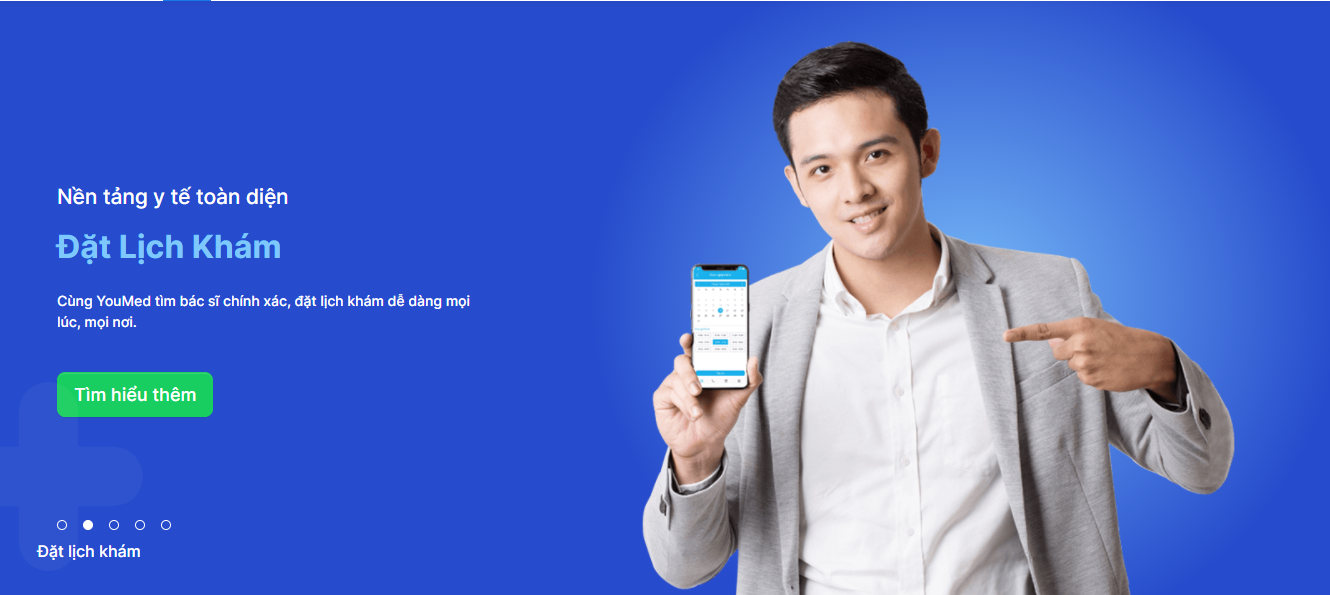 Nền tảng y tế toàn diện
Đặt Lịch Khám
Cùng YouMed tìm bác sĩ chính xác, đặt lịch khám dễ dàng mọi
lúc, mọi nơi.
Tìm hiểu thêm
Đặt lịch khám